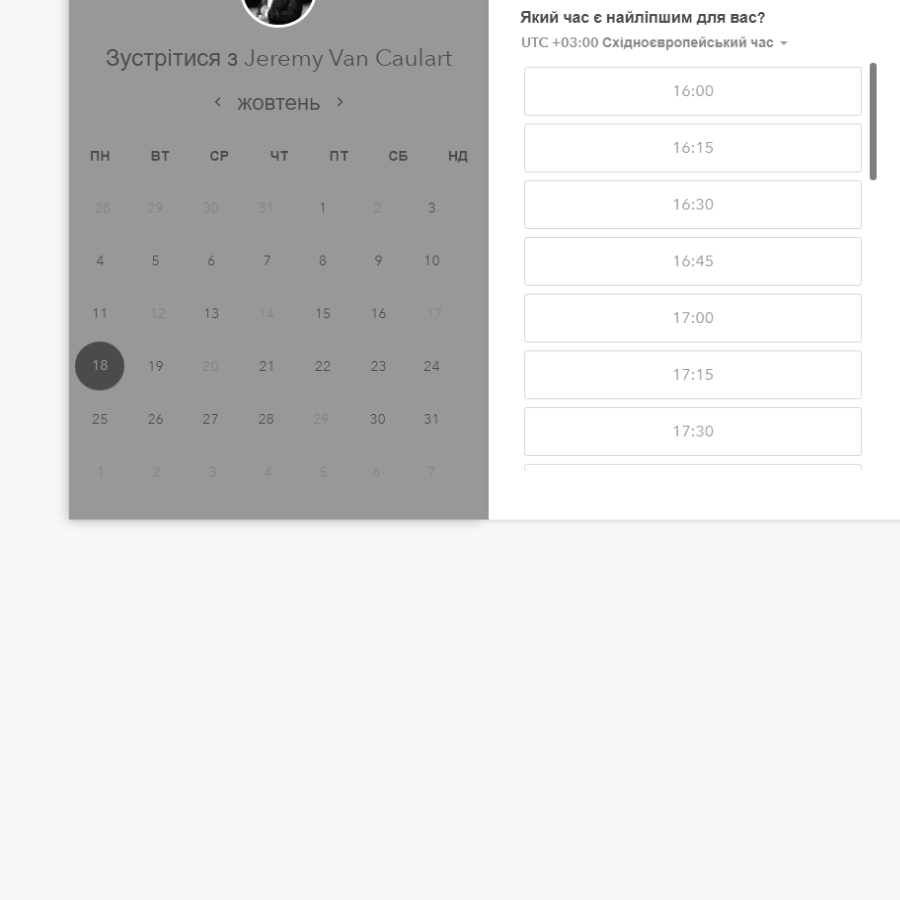 Зустрітися з Jeremy Van Caulart
жовтень
ПН ВТ СР ЧТ ПТ СБ НД
28 29 30 31 1 2 3
4 5 6 7 8 9 10
11 12 13 14 15 16 17
18 19 20 21 22 23 24
25 26 27 28 29 30 31
1 2 3 4 5 6 7
Який час є найліпшим для вас?
UTC +03:00 Східноєвропейський час
16:00
16:15
16:30
16:45
17:00
17:15
17:30